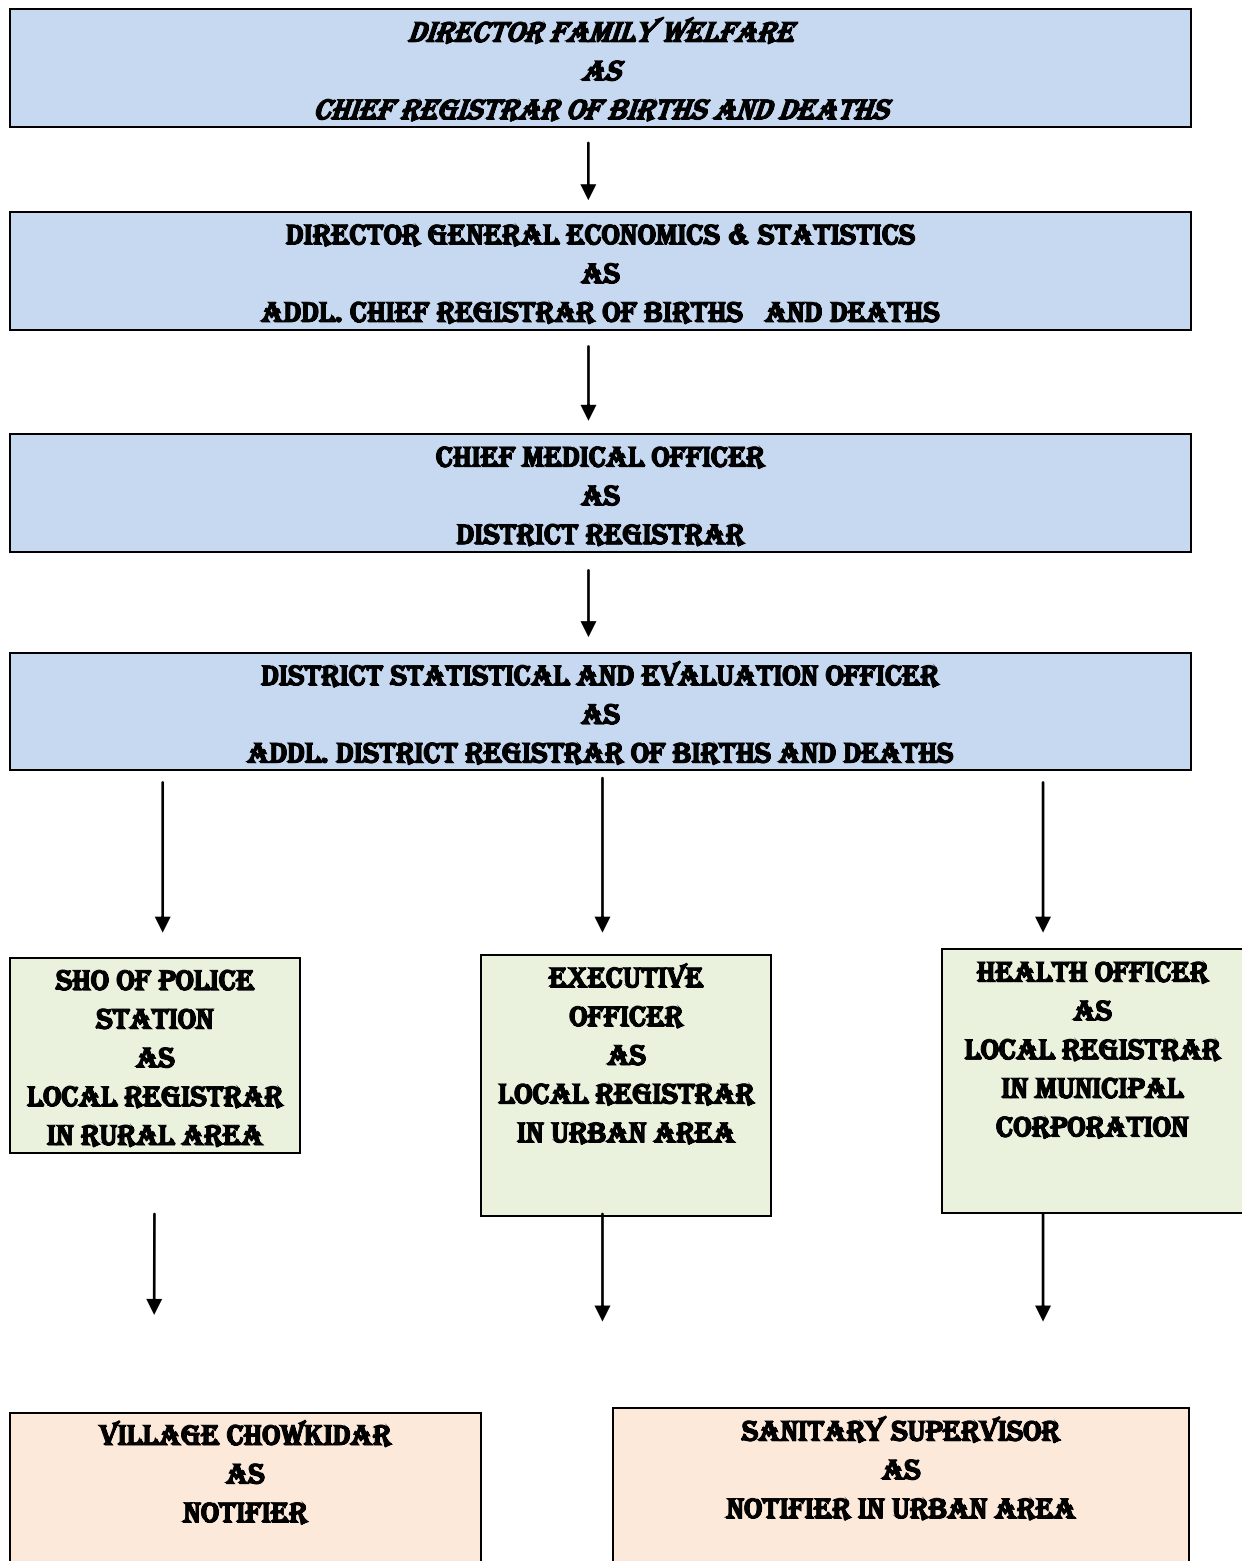 DIRECTOR FAMILY WELFARE
AS
CHIEF REGISTRAR OF BIRTHS AND DEATHS
DIRECTOR GENERAL ECONOMICS & STATISTICS
AS
ADDL. CHIEF REGISTRAR OF BIRTHS AND DEATHS
CHIEF MEDICAL OFFICER
AS
DISTRICT REGISTRAR
DISTRICT STATISTICAL AND EVALUATION OFFICER
AS
ADDL. DISTRICT REGISTRAR OF BIRTHS AND DEATHS
SHO OF POLICE
STATION
AS
LOCAL REGISTRAR
IN RURAL AREA
EXECUTIVE
OFFICER
AS
LOCAL REGISTRAR
IN URBAN AREA
HEALTH OFFICER
AS
LOCAL REGISTRAR
IN MUNICIPAL
CORPORATION
VILLAGE CHOWKIDAR
AS
NOTIFIER
SANITARY SUPERVISOR
AS
NOTIFIER IN URBAN AREA